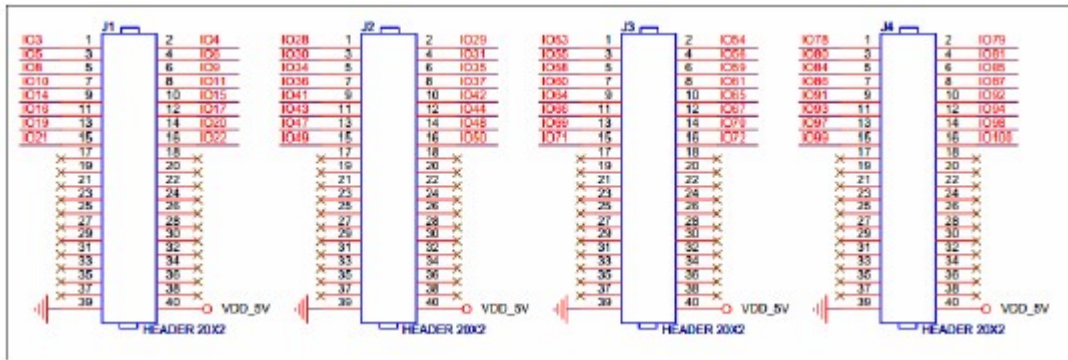 J1 J2 J3 J4
IO3 1 2 IO4 IO28 1 2 IO29 IO53 1 2 IO54 IO78 1 2 IO79
IO5 3 4 IO6 IO30 3 4 IO31 IO55 3 4 IO56 IO80 3 4 IO81
IO8 5 6 IO9 IO34 5 6 IO35 IO58 5 6 IO59 IO84 5 6 IO85
IO10 7 8 IO11 IO36 7 8 IO37 IO60 7 8 IO61 IO86 7 8 IO87
IO14 9 10 IO15 IO41 9 10 IO42 IO64 9 10 IO65 IO91 9 10 IO92
IO16 11 12 IO17 IO43 11 12 IO44 IO66 11 12 IO67 IO93 11 12 IO94
IO19 13 14 IO20 IO47 13 14 IO48 IO69 13 14 IO70 IO97 13 14 IO98
IO21 15 16 IO22 IO49 15 16 IO50 IO71 15 16 IO72 IO99 15 16 IO100
17 18 17 18 17 18 17 18
19 20 19 20 19 20 19 20
21 22 21 22 21 22 21 22
23 24 23 24 23 24 23 24
25 26 25 26 25 26 25 26
27 28 27 28 27 28 27 28
29 30 29 30 29 30 29 30
31 32 31 32 31 32 31 32
33 34 33 34 33 34 33 34
35 36 35 36 35 36 35 36
37 38 37 38 37 38 37 38
39 40 VDD_5V 39 40 VDD_5V 39 40 VDD_5V 39 40 VDD_5V
HEADER 20X2 HEADER 20X2 HEADER 20X2 HEADER 20X2